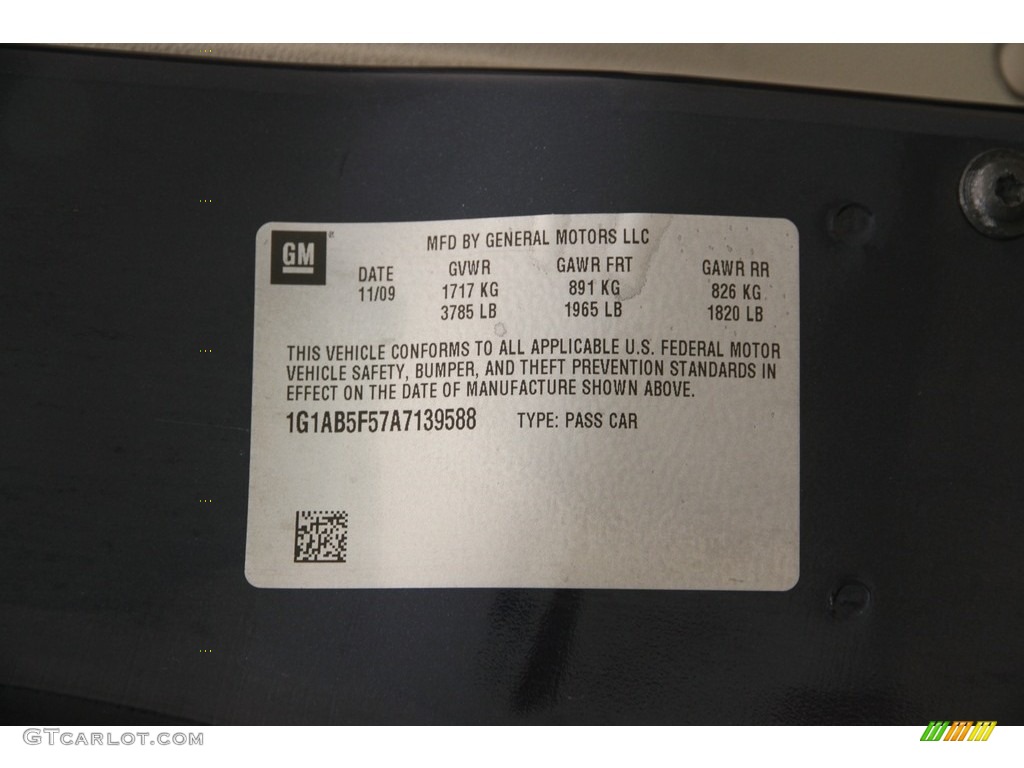 GM
MFD BY GENERAL MOTORS LLC
DATE GVWR GAWR FRT GAWR RR
11/09 1717 KG 891 KG 826 KG
3785 LB 1965 LB 1820 LB
THIS VEHICLE CONFORMS TO ALL APPLICABLE U.S. FEDERAL MOTOR
VEHICLE SAFETY, BUMPER, AND THEFT PREVENTION STANDARDS IN
EFFECT ON THE DATE OF MANUFACTURE SHOWN ABOVE.
1G1AB5F57A7139588 TYPE: PASS CAR
GTCARLOT.COM